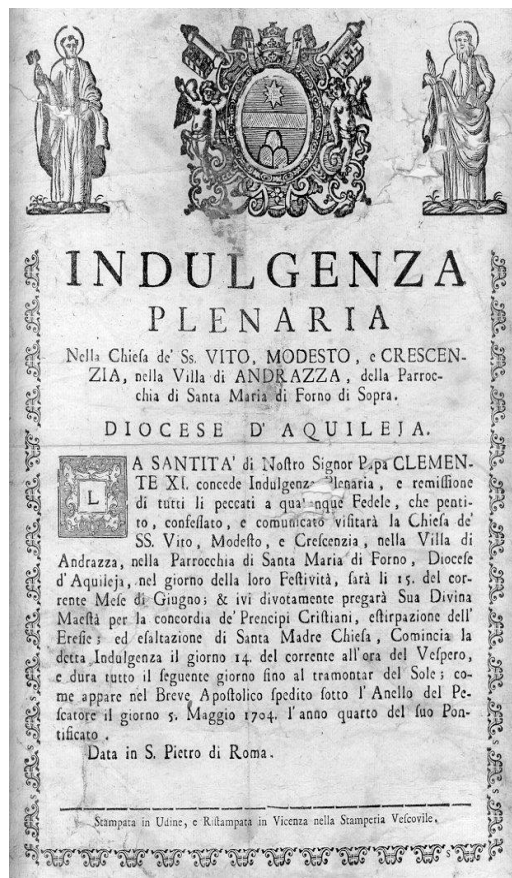 INDULGENZA
PLENARIA
Nella Chieſa de' Ss. VITO, MODESTO, e CRESCEN-
ZIA, nella Villa di ANDRAZZA, della Parroc-
chia di Santa Maria di Forno di Sopra.
DIOCESE D'AQUILEJA.
LA SANTITA' di Noſtro Signor Papa CLEMEN-
TE XI. concede Indulgenza Plenaria, e remiſſione
di tutti li peccati a qualunque Fedele, che penti-
to, confeſſato, e comunicato viſitarà la Chieſa de'
SS. Vito, Modeſto, e Creſcenzia, nella Villa di
Andrazza, nella Parrocchia di Santa Maria di Forno, Dioceſe
d'Aquileja, nel giorno della loro Feſtività, ſarà li 15. del cor-
rente Meſe di Giugno; & ivi divotamente pregarà Sua Divina
Maeſtà per la concordia de' Prencipi Criſtiani, eſtirpazione dell'
Ereſie; ed eſaltazione di Santa Madre Chieſa, Comincia la
detta Indulgenza il giorno 14. del corrente all'ora del Veſpero,
e dura tutto il ſeguente giorno ſino al tramontar del Sole; co-
me appare nel Breve Apoſtolico ſpedito ſotto l'Anello del Pe-
ſcatore il giorno 5. Maggio 1704. l'anno quarto del ſuo Pon-
tificato.
Data in S. Pietro di Roma.
Stampata in Udine, e Riſtampata in Vicenza nella Stamperia Veſcovile.